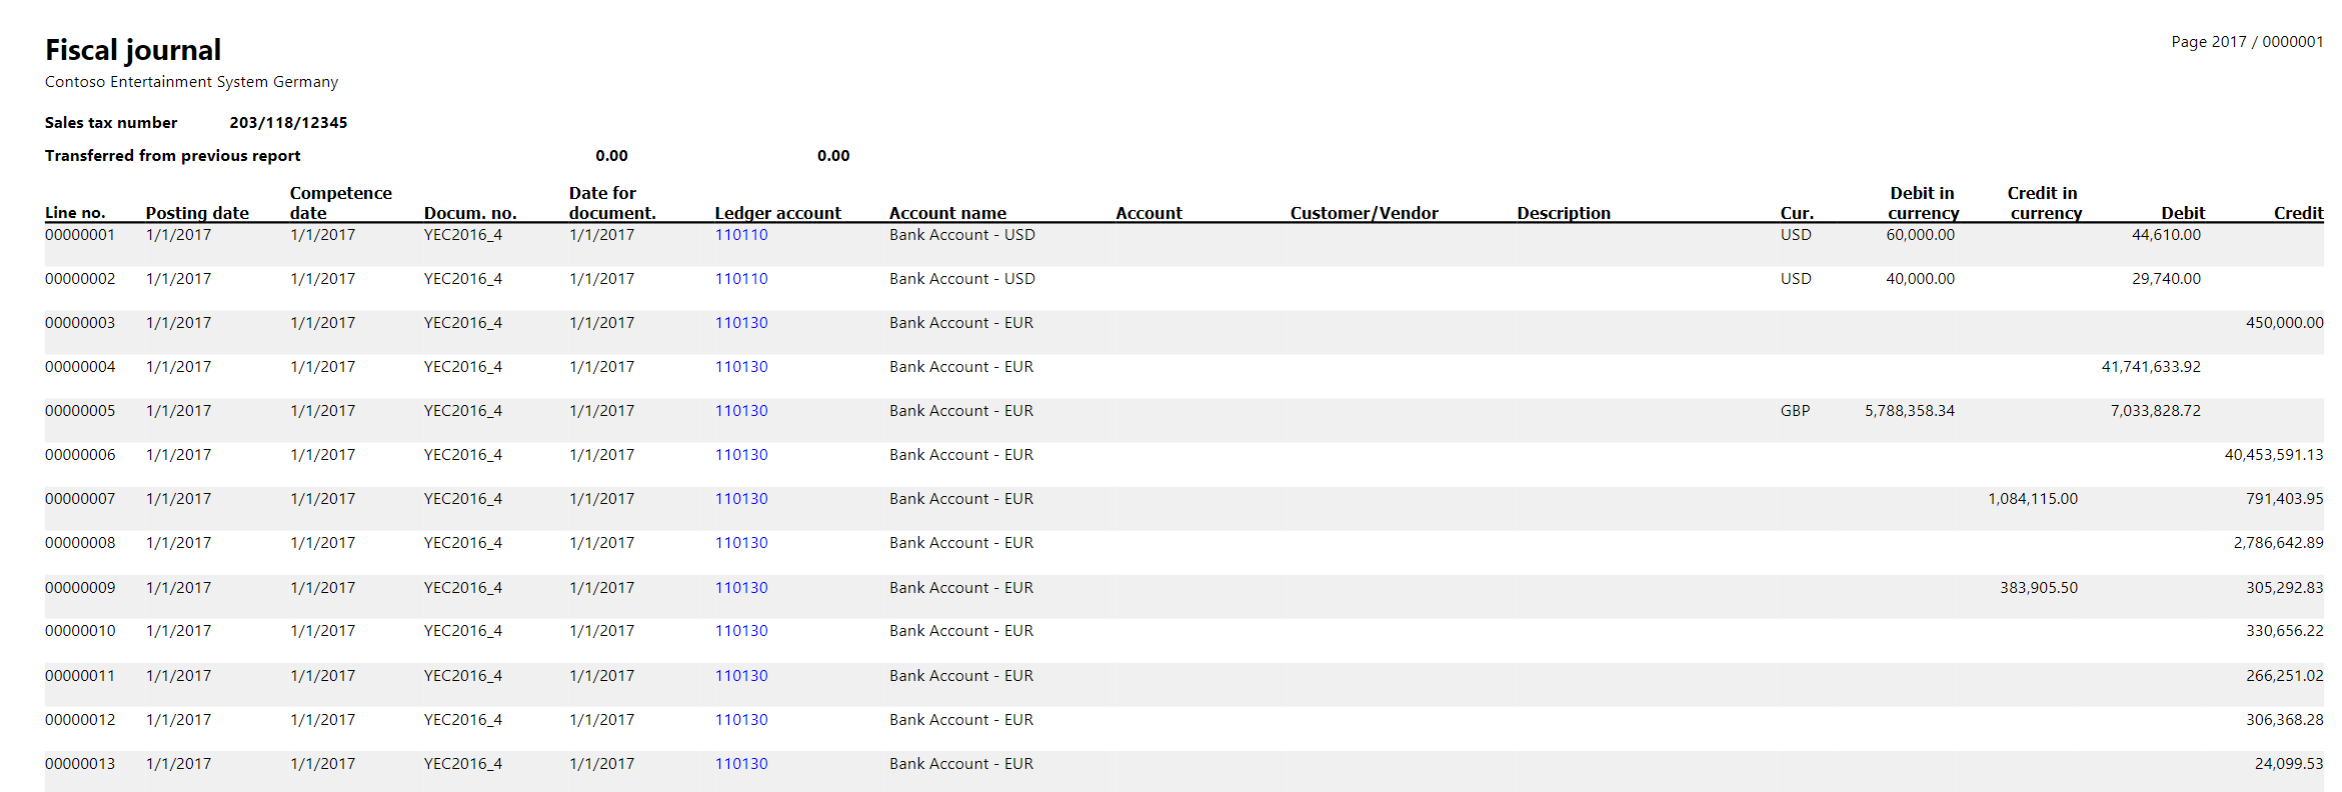 Fiscal journal
Page 2017 / 0000001
Contoso Entertainment System Germany
Sales tax number 203/118/12345
Transferred from previous report 0.00 0.00
Line no. Posting date Competence date Docum. no. Date for document. Ledger account Account name Account Customer/Vendor Description Cur. Debit in currency Credit in currency Debit Credit
00000001 1/1/2017 1/1/2017 YEC2016_4 1/1/2017 110110 Bank Account - USD USD 60,000.00 44,610.00
00000002 1/1/2017 1/1/2017 YEC2016_4 1/1/2017 110110 Bank Account - USD USD 40,000.00 29,740.00
00000003 1/1/2017 1/1/2017 YEC2016_4 1/1/2017 110130 Bank Account - EUR 450,000.00
00000004 1/1/2017 1/1/2017 YEC2016_4 1/1/2017 110130 Bank Account - EUR 41,741,633.92
00000005 1/1/2017 1/1/2017 YEC2016_4 1/1/2017 110130 Bank Account - EUR GBP 5,788,358.34 7,033,828.72
00000006 1/1/2017 1/1/2017 YEC2016_4 1/1/2017 110130 Bank Account - EUR 40,453,591.13
00000007 1/1/2017 1/1/2017 YEC2016_4 1/1/2017 110130 Bank Account - EUR 1,084,115.00 791,403.95
00000008 1/1/2017 1/1/2017 YEC2016_4 1/1/2017 110130 Bank Account - EUR 2,786,642.89
00000009 1/1/2017 1/1/2017 YEC2016_4 1/1/2017 110130 Bank Account - EUR 383,905.50 305,292.83
00000010 1/1/2017 1/1/2017 YEC2016_4 1/1/2017 110130 Bank Account - EUR 330,656.22
00000011 1/1/2017 1/1/2017 YEC2016_4 1/1/2017 110130 Bank Account - EUR 266,251.02
00000012 1/1/2017 1/1/2017 YEC2016_4 1/1/2017 110130 Bank Account - EUR 306,368.28
00000013 1/1/2017 1/1/2017 YEC2016_4 1/1/2017 110130 Bank Account - EUR 24,099.53